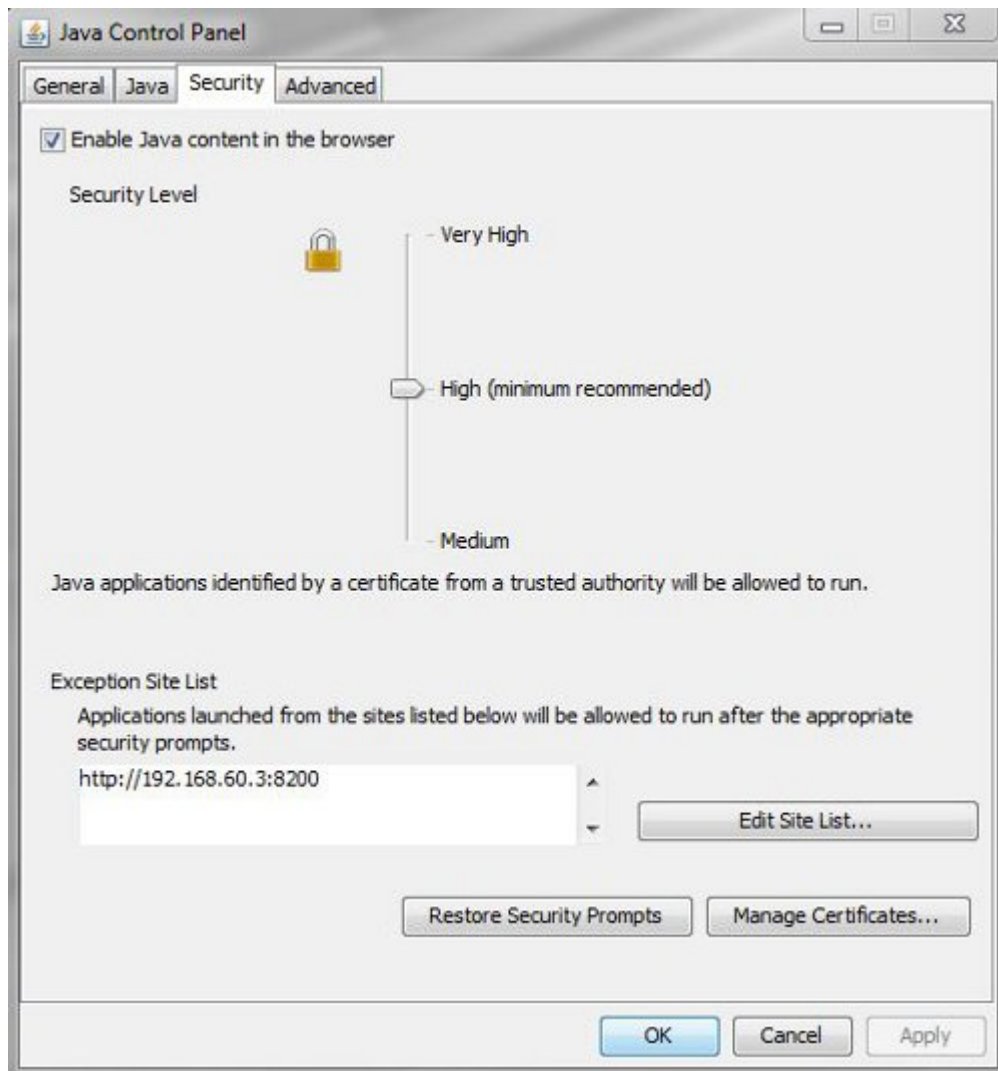 Java Control Panel
General Java Security Advanced
Enable Java content in the browser
Security Level
Very High
High (minimum recommended)
Medium
Java applications identified by a certificate from a trusted authority will be allowed to run.
Exception Site List
Applications launched from the sites listed below will be allowed to run after the appropriate
security prompts.
http://192.168.60.3:8200
Edit Site List...
Restore Security Prompts Manage Certificates...
OK Cancel Apply